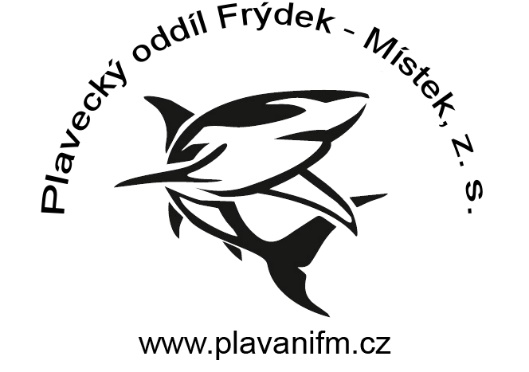 Plavecký oddíl Frýdek - Místek, z. s.
www.plavanifm.cz